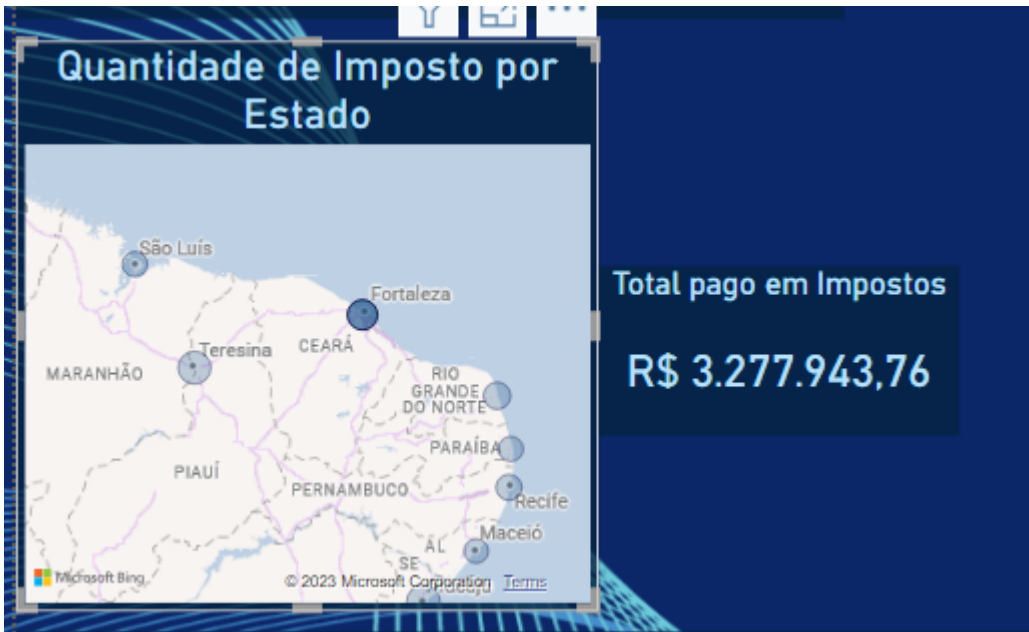 Quantidade de Imposto por
Estado
São Luís
Fortaleza
Teresina
CEARÁ
MARANHÃO
RIO
GRANDE
DO NORTE
PARAÍBA
PIAUÍ
PERNAMBUCO
Recife
Maceió
AL
SE
Microsoft Bing
© 2023 Microsoft Corporation Terms
Total pago em Impostos
R$ 3.277.943,76